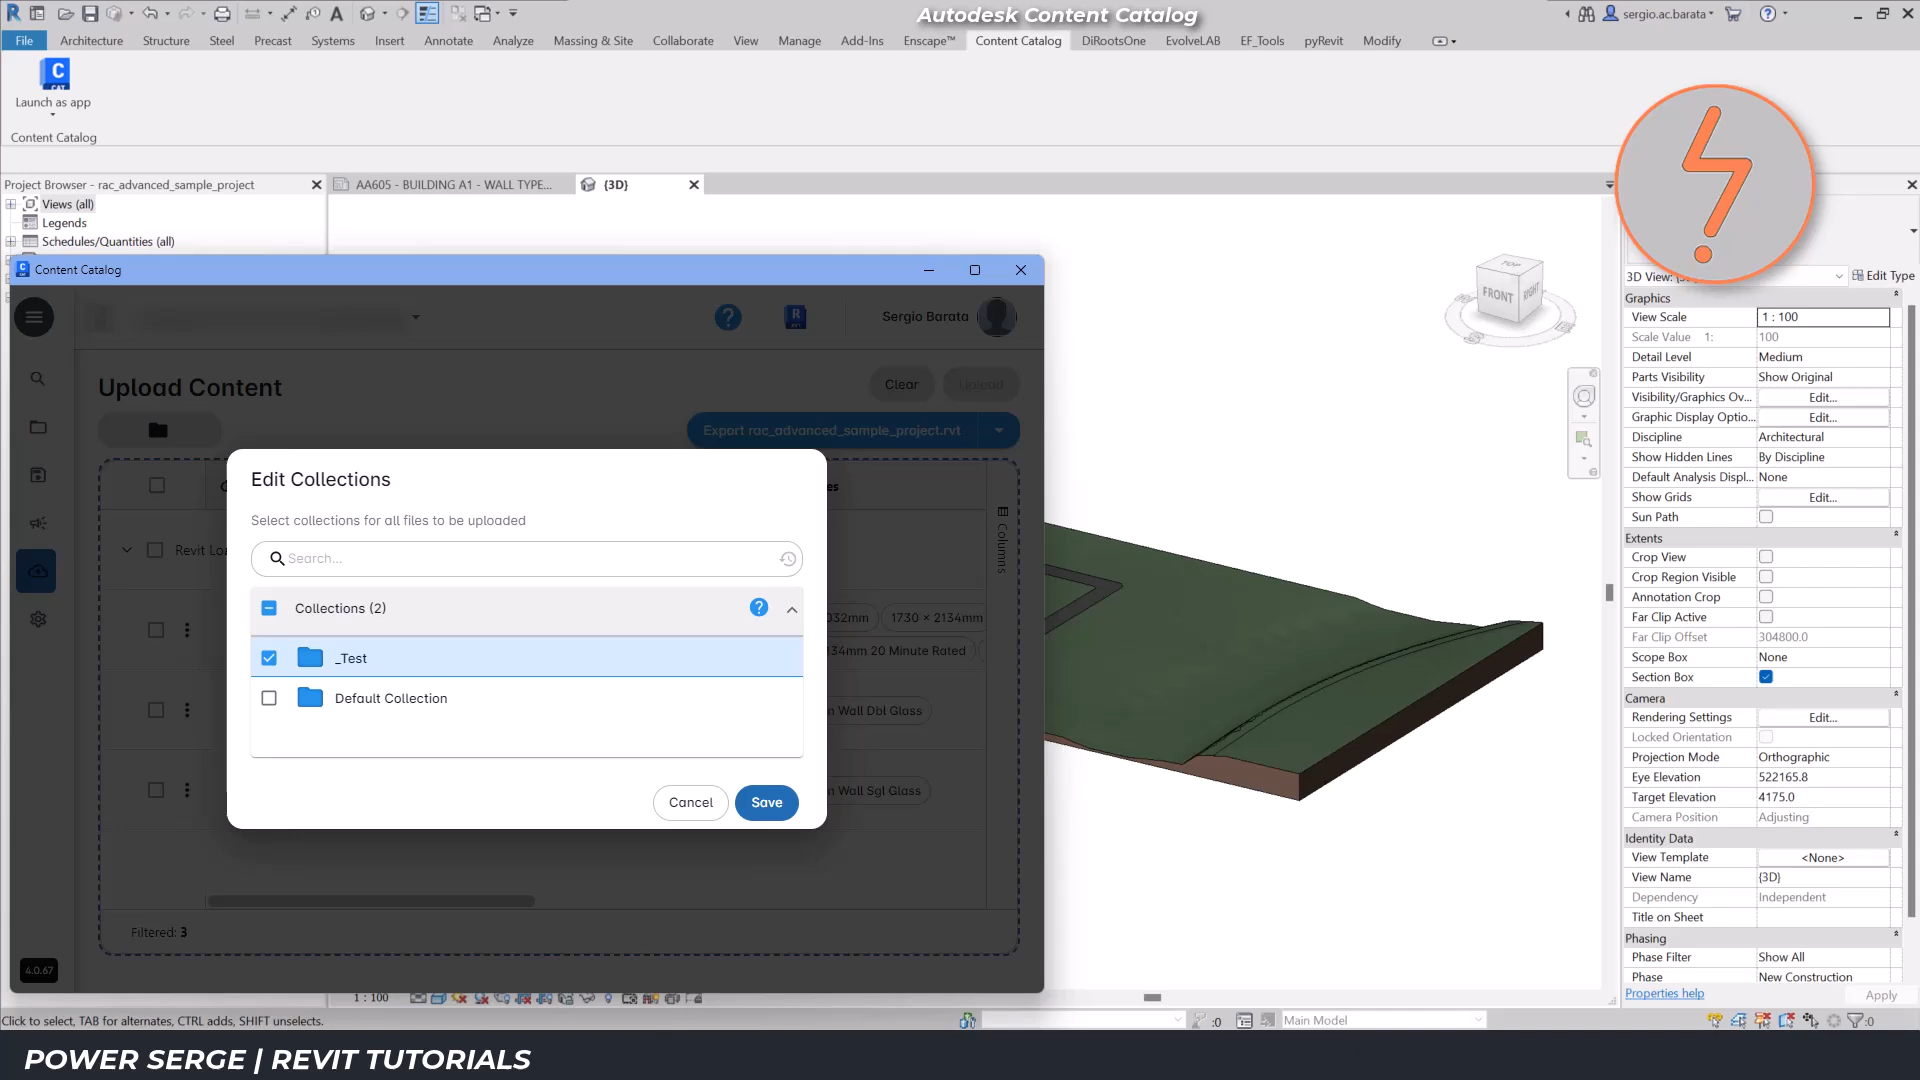 Autodesk Content Catalog
sergio.ac.barata
File
Architecture
Structure
Steel
Precast
Systems
Insert
Annotate
Analyze
Massing & Site
Collaborate
View
Manage
Add-Ins
Enscape™
Content Catalog
DiRootsOne
EvolveLAB
EF_Tools
pyRevit
Modify
C
CAT
Launch as app
Content Catalog
Project Browser - rac_advanced_sample_project
AA605 - BUILDING A1 - WALL TYPE...
{3D}
Views (all)
Legends
Schedules/Quantities (all)
Content Catalog
Sergio Barata
Upload Content
Clear
Upload
Export rac_advanced_sample_project.rvt
Columns
Edit Collections
Select collections for all files to be uploaded
Search...
Collections (2)
_Test
Default Collection
Cancel
Save
1730 x 2134mm
134mm 20 Minute Rated
Wall Dbl Glass
Wall Sgl Glass
Filtered: 3
4.0.67
TOP
FRONT
RIGHT
3D View:
Edit Type
Graphics
View Scale 1 : 100
Scale Value 1: 100
Detail Level Medium
Parts Visibility Show Original
Visibility/Graphics Ov... Edit...
Graphic Display Optio... Edit...
Discipline Architectural
Show Hidden Lines By Discipline
Default Analysis Displ... None
Show Grids Edit...
Sun Path
Extents
Crop View
Crop Region Visible
Annotation Crop
Far Clip Active
Far Clip Offset 304800.0
Scope Box None
Section Box
Camera
Rendering Settings Edit...
Locked Orientation
Projection Mode Orthographic
Eye Elevation 522165.8
Target Elevation 4175.0
Camera Position Adjusting
Identity Data
View Template <None>
View Name {3D}
Dependency Independent
Title on Sheet
Phasing
Phase Filter Show All
Phase New Construction
Properties help
Apply
1 : 100
Click to select, TAB for alternates, CTRL adds, SHIFT unselects.
:0
Main Model
:0
POWER SERGE | REVIT TUTORIALS